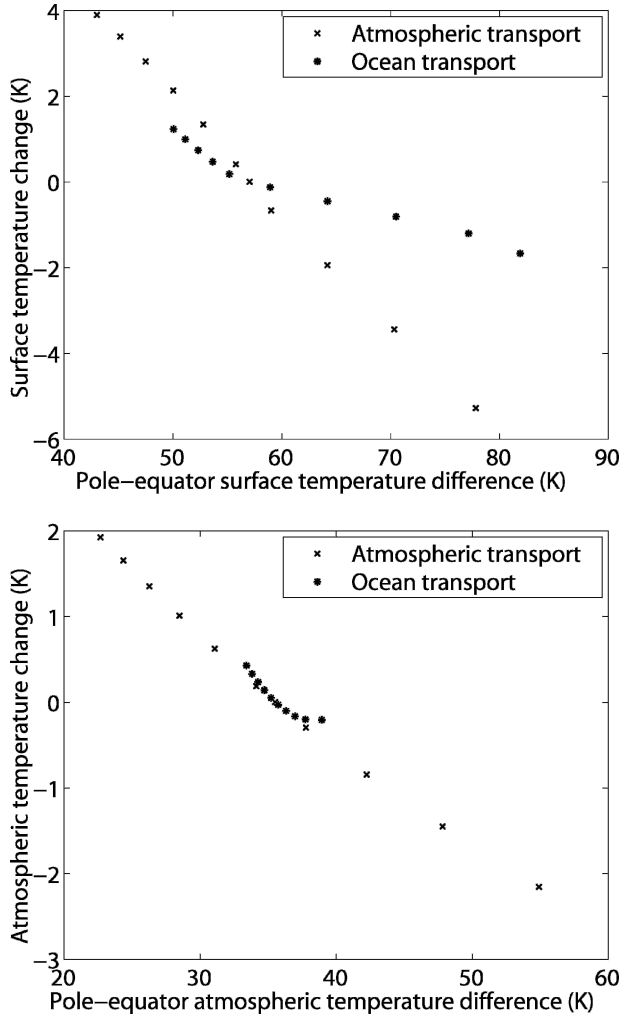 4
2
0
−2
−4
−6
40 50 60 70 80 90
Surface temperature change (K)
Pole−equator surface temperature difference (K)
Atmospheric transport
Ocean transport
2
1
0
−1
−2
−3
20 30 40 50 60
Atmospheric temperature change (K)
Pole−equator atmospheric temperature difference (K)
Atmospheric transport
Ocean transport